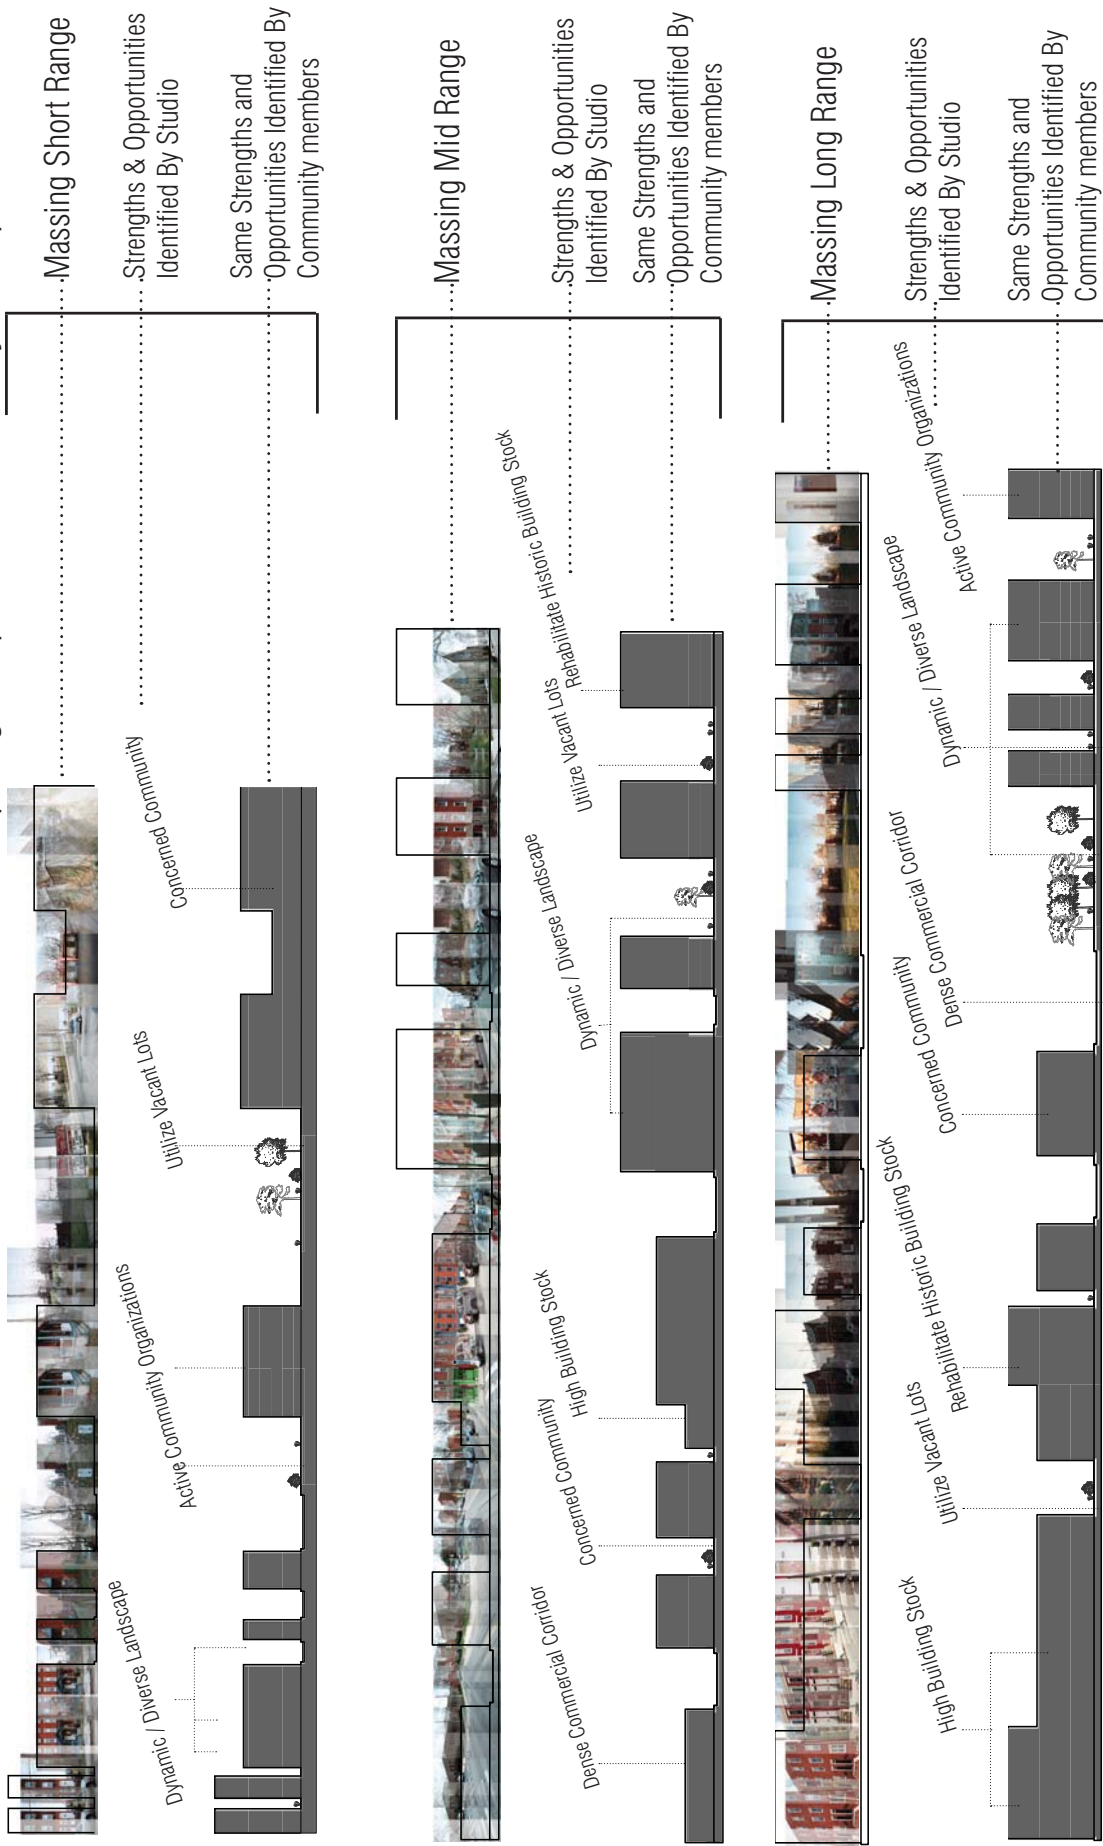 Massing Short Range
Strengths & Opportunities
Identified By Studio
Same Strengths and
Opportunities Identified By
Community members
Dynamic / Diverse Landscape
Active Community Organizations
Utilize Vacant Lots
Concerned Community
Massing Mid Range
Strengths & Opportunities
Identified By Studio
Same Strengths and
Opportunities Identified By
Community members
Dense Commercial Corridor
Concerned Community
High Building Stock
Dynamic / Diverse Landscape
Utilize Vacant Lots
Rehabilitate Historic Building Stock
Massing Long Range
Strengths & Opportunities
Identified By Studio
Same Strengths and
Opportunities Identified By
Community members
High Building Stock
Utilize Vacant Lots
Rehabilitate Historic Building Stock
Concerned Community
Dense Commercial Corridor
Dynamic / Diverse Landscape
Active Community Organizations